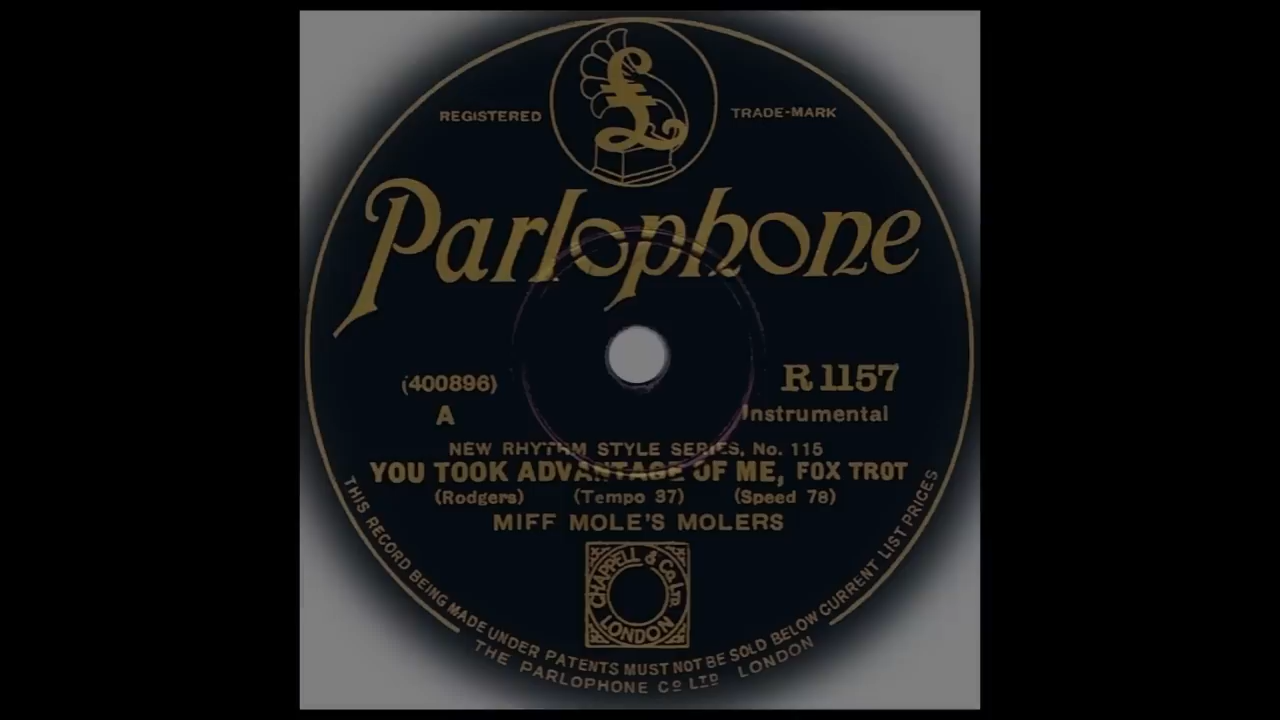 £
REGISTERED TRADE-MARK
Parlophone
(400896) R 1157
A Instrumental
NEW RHYTHM STYLE SERIES, No. 115
YOU TOOK ADVANTAGE OF ME, FOX TROT
(Rodgers) (Tempo 37) (Speed 78)
MIFF MOLE'S MOLERS
CHAPPELL & Co. LTD.
LONDON
THIS RECORD BEING MADE UNDER PATENTS MUST NOT BE SOLD BELOW CURRENT LIST PRICES
THE PARLOPHONE Co LTD LONDON